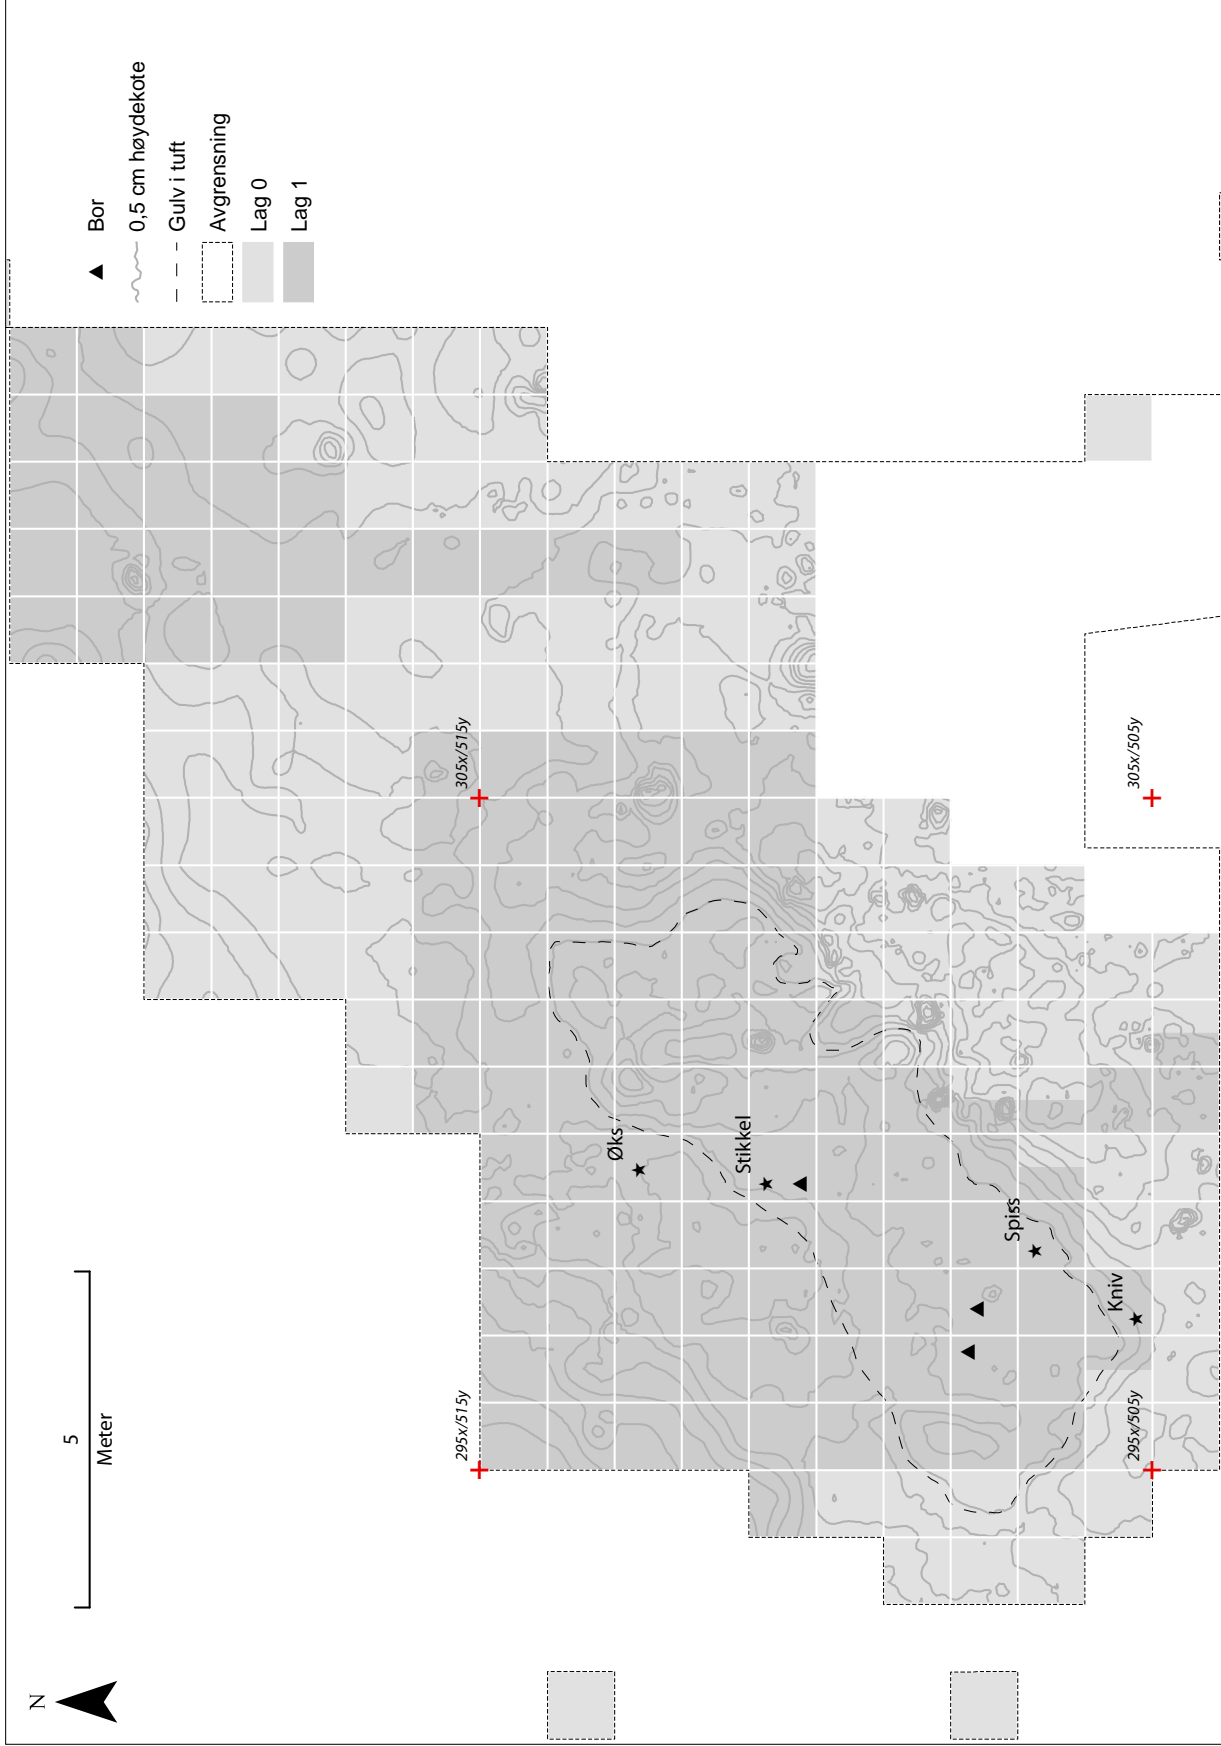 N
5
Meter
Bor
0,5 cm høydekote
Gulv i tuft
Avgrensning
Lag 0
Lag 1
295x/515y
305x/515y
Øks
Stikkel
Spiss
Kniv
295x/505y
305x/505y